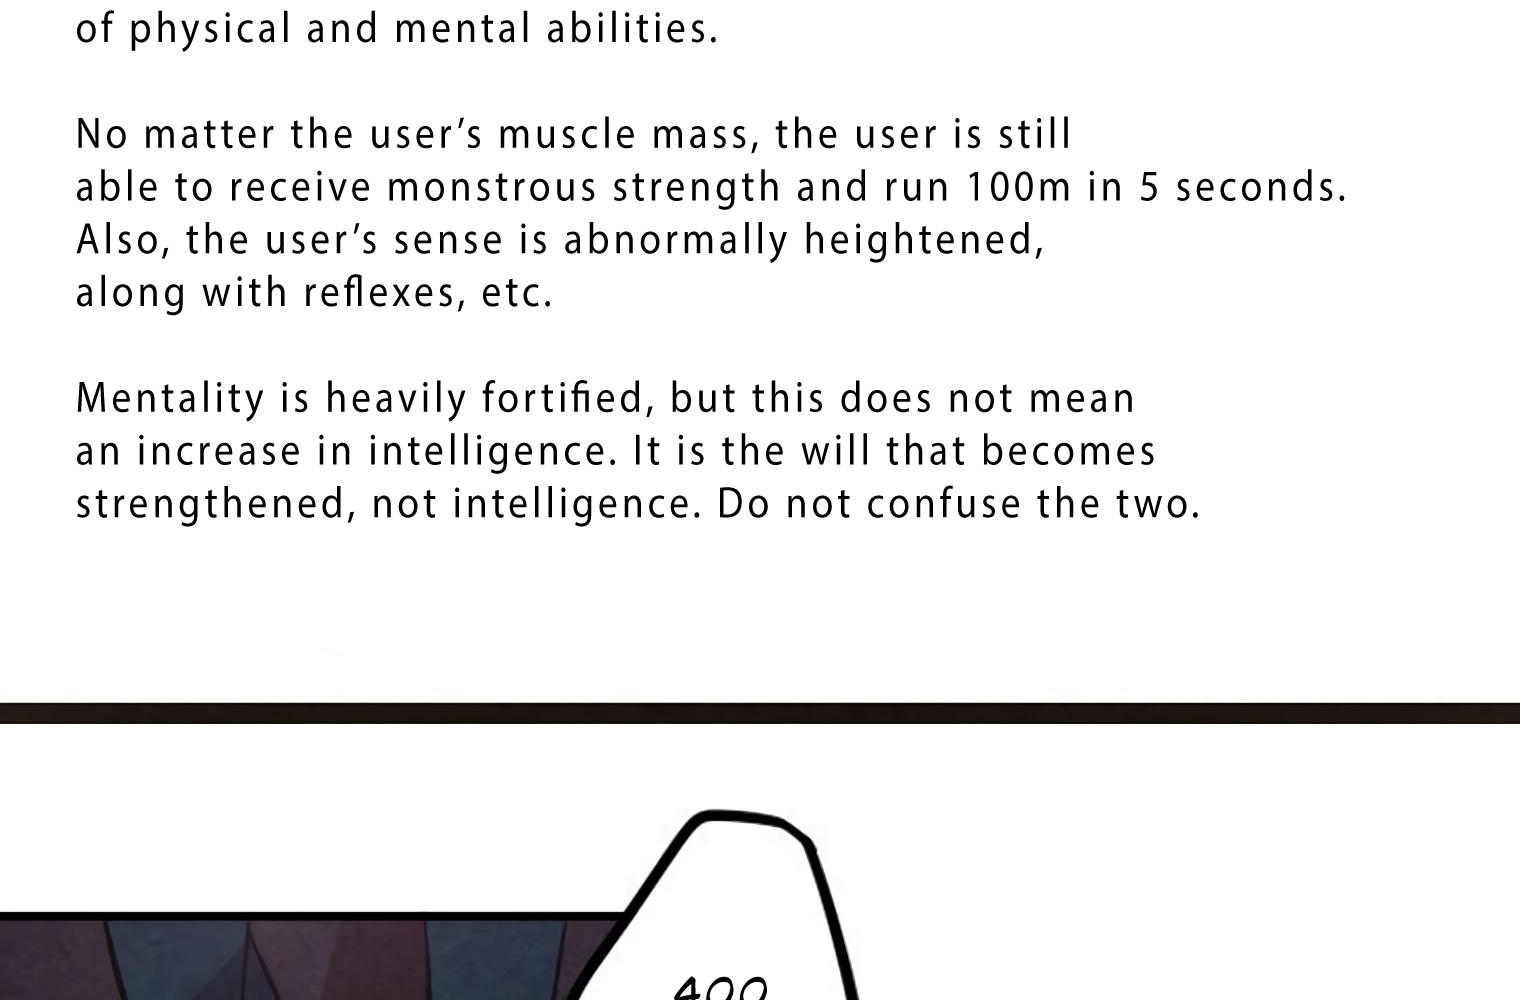 of physical and mental abilities.
No matter the user’s muscle mass, the user is still
able to receive monstrous strength and run 100m in 5 seconds.
Also, the user’s sense is abnormally heightened,
along with reflexes, etc.
Mentality is heavily fortified, but this does not mean
an increase in intelligence. It is the will that becomes
strengthened, not intelligence. Do not confuse the two.
400